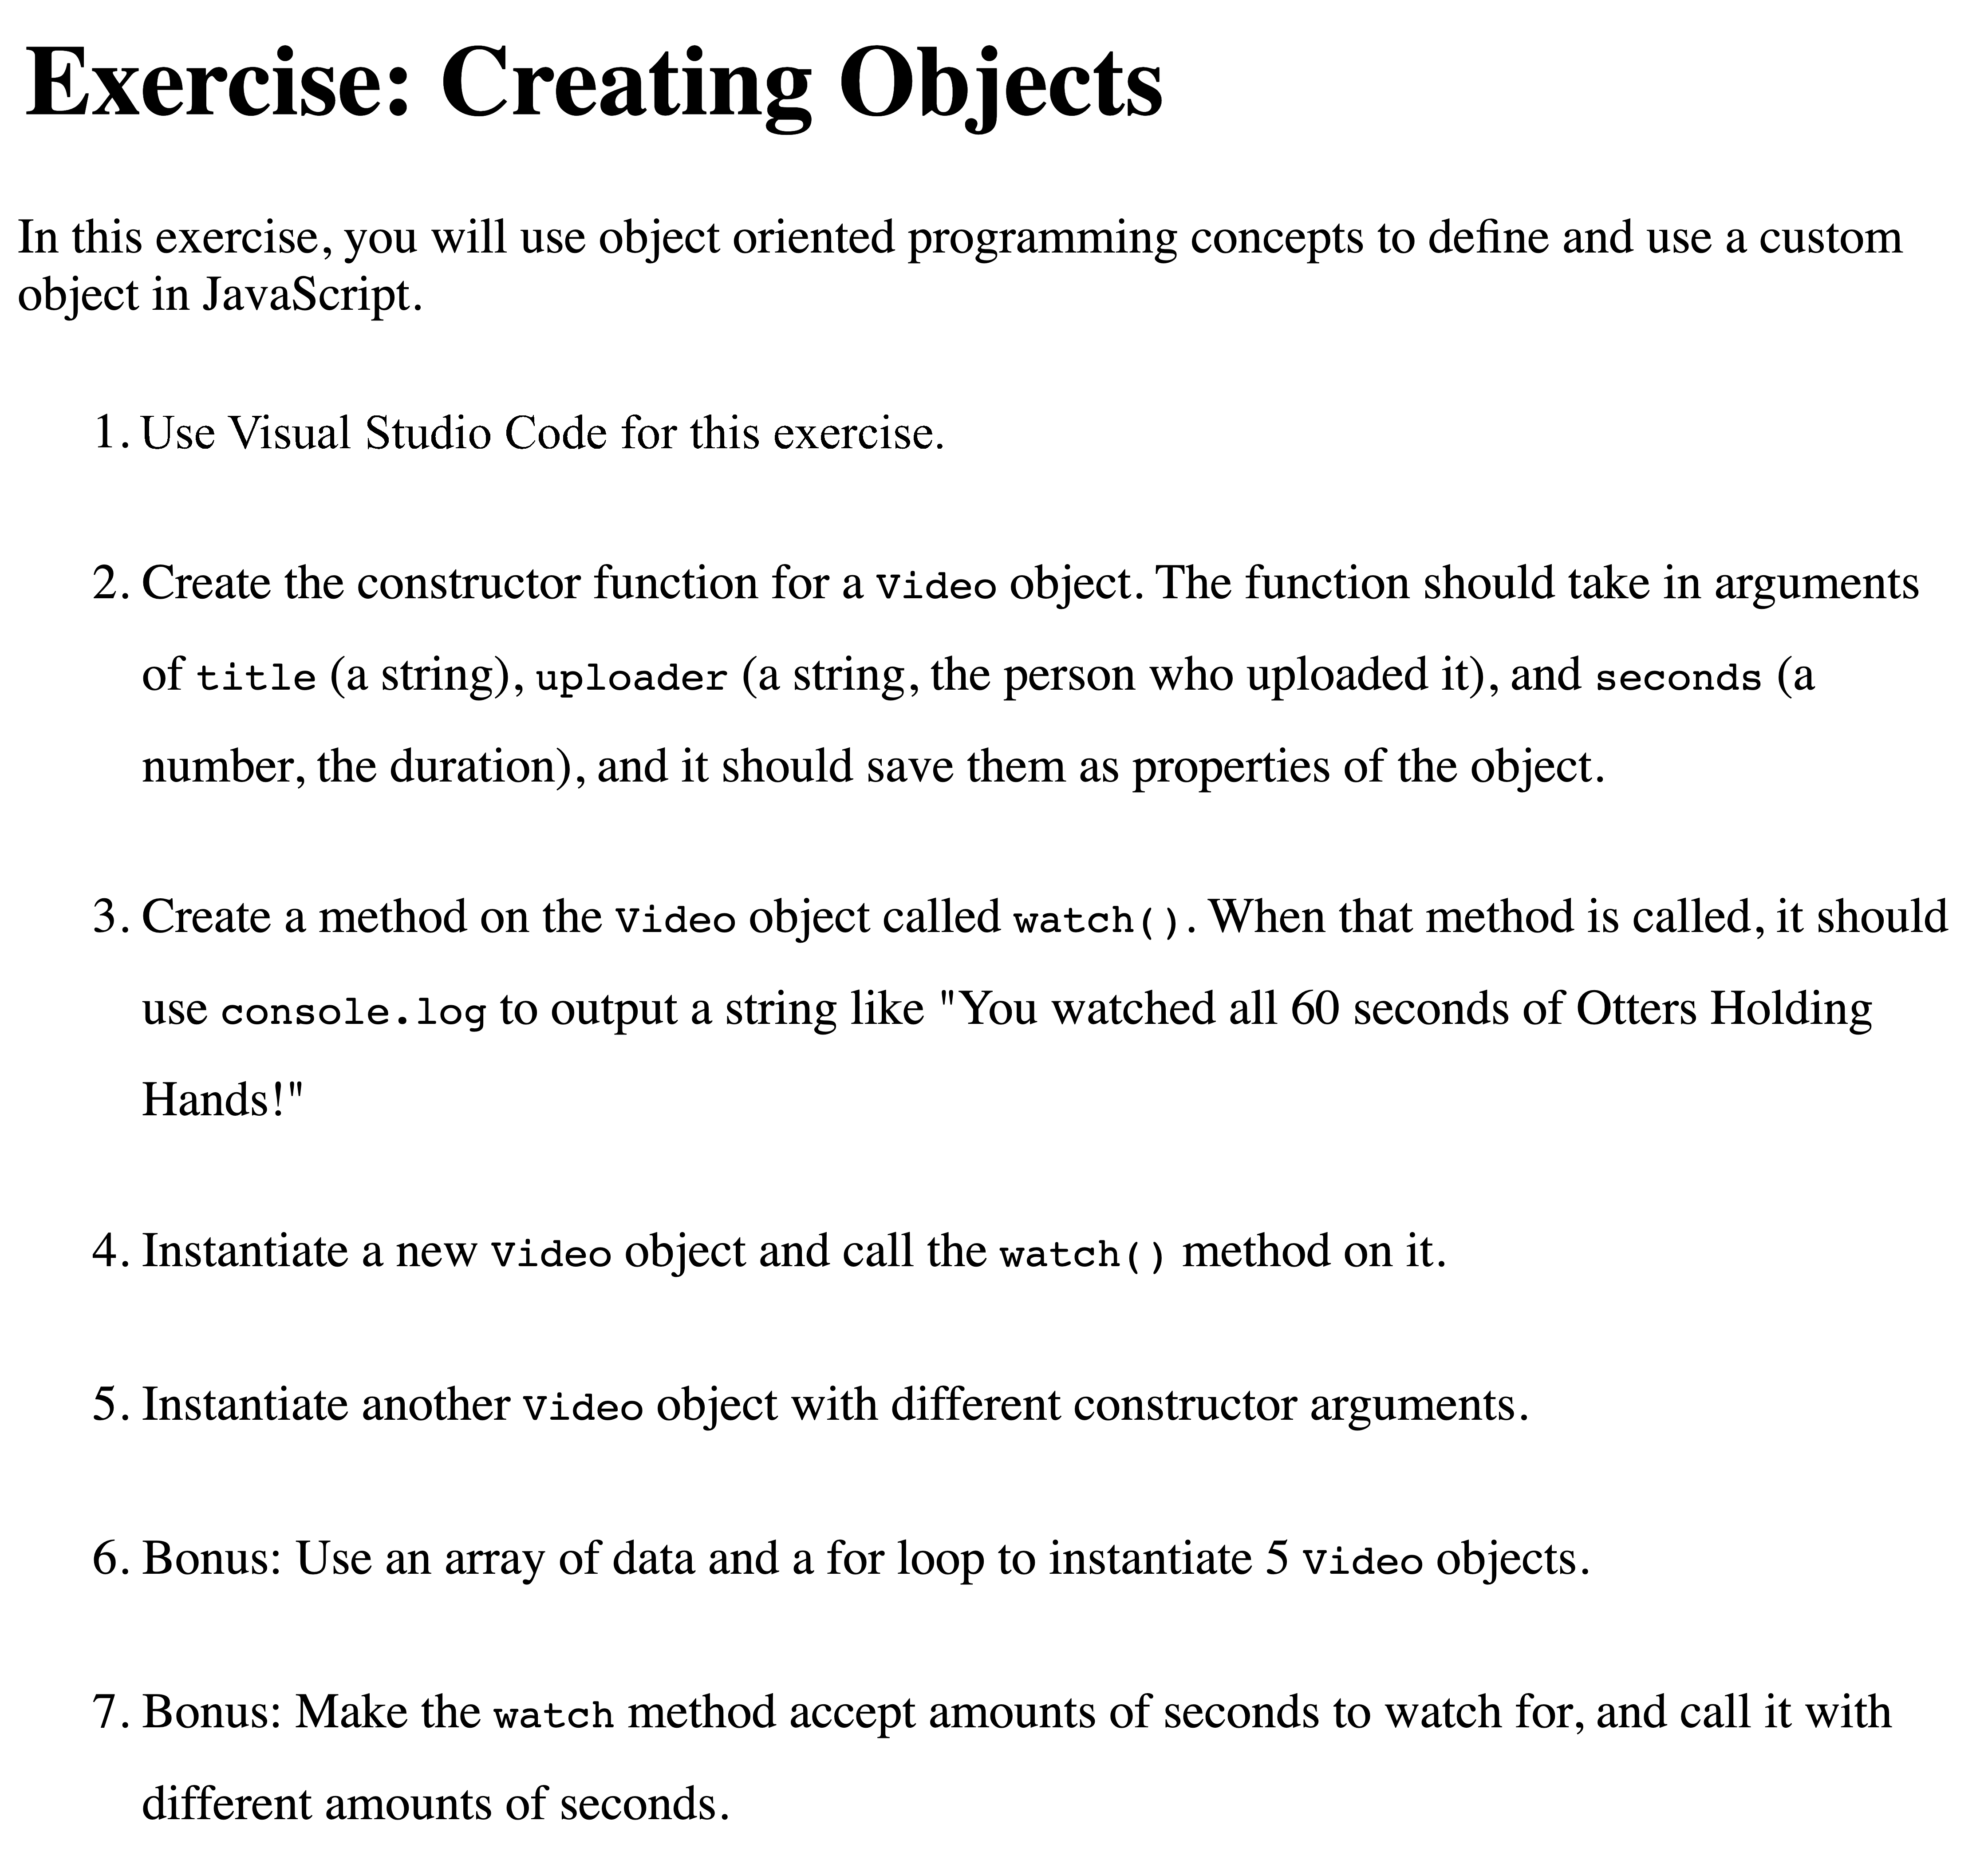 Exercise: Creating Objects
In this exercise, you will use object oriented programming concepts to define and use a custom
object in JavaScript.
1. Use Visual Studio Code for this exercise.
2. Create the constructor function for a Video object. The function should take in arguments
of title (a string), uploader (a string, the person who uploaded it), and seconds (a
number, the duration), and it should save them as properties of the object.
3. Create a method on the Video object called watch(). When that method is called, it should
use console.log to output a string like "You watched all 60 seconds of Otters Holding
Hands!"
4. Instantiate a new Video object and call the watch() method on it.
5. Instantiate another Video object with different constructor arguments.
6. Bonus: Use an array of data and a for loop to instantiate 5 Video objects.
7. Bonus: Make the watch method accept amounts of seconds to watch for, and call it with
different amounts of seconds.